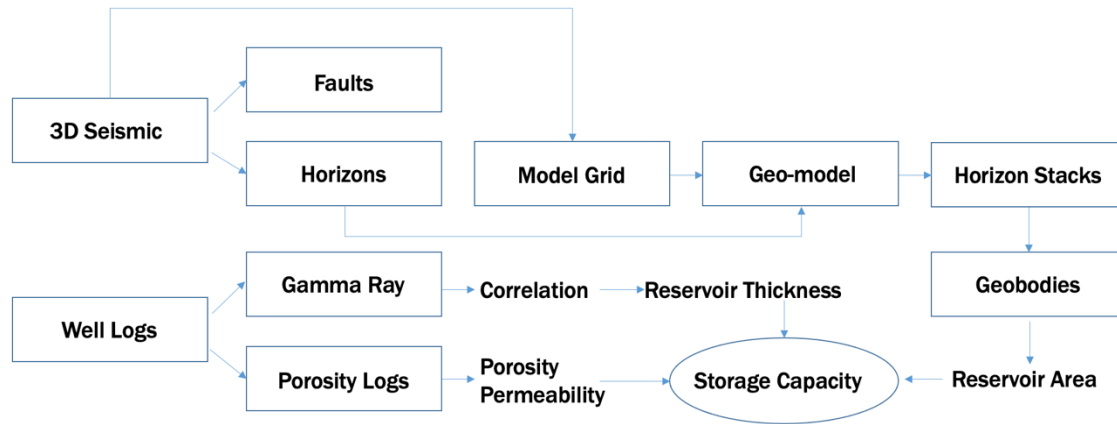 Faults
3D Seismic
Horizons
Model Grid
Geo-model
Horizon Stacks
Gamma Ray
Correlation
Reservoir Thickness
Geobodies
Well Logs
Porosity Logs
Porosity
Permeability
Storage Capacity
Reservoir Area